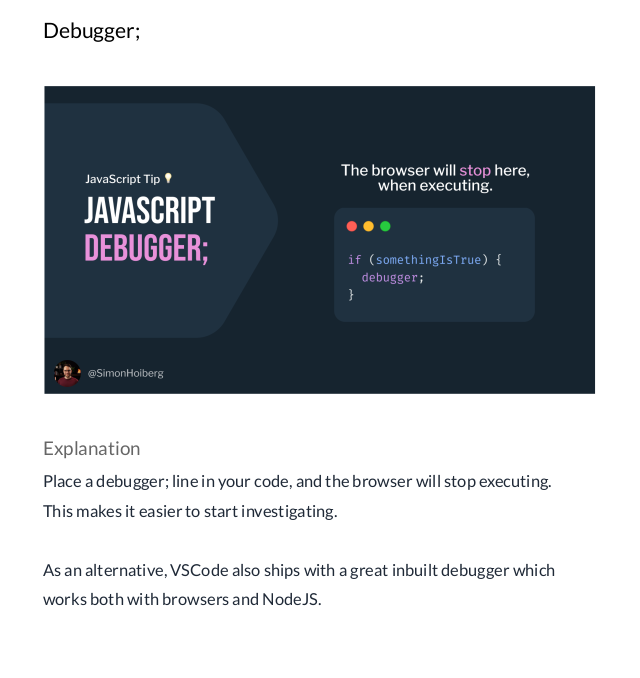 Debugger;
JavaScript Tip 💡
JAVASCRIPT
DEBUGGER;
The browser will stop here,
when executing.
if (somethingIsTrue) {
  debugger;
}
@SimonHoiberg
Explanation
Place a debugger; line in your code, and the browser will stop executing.
This makes it easier to start investigating.
As an alternative, VSCode also ships with a great inbuilt debugger which
works both with browsers and NodeJS.